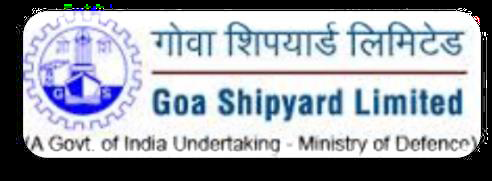 गो शि
G S
गोवा शिपयार्ड लिमिटेड
Goa Shipyard Limited
(A Govt. of India Undertaking - Ministry of Defence)